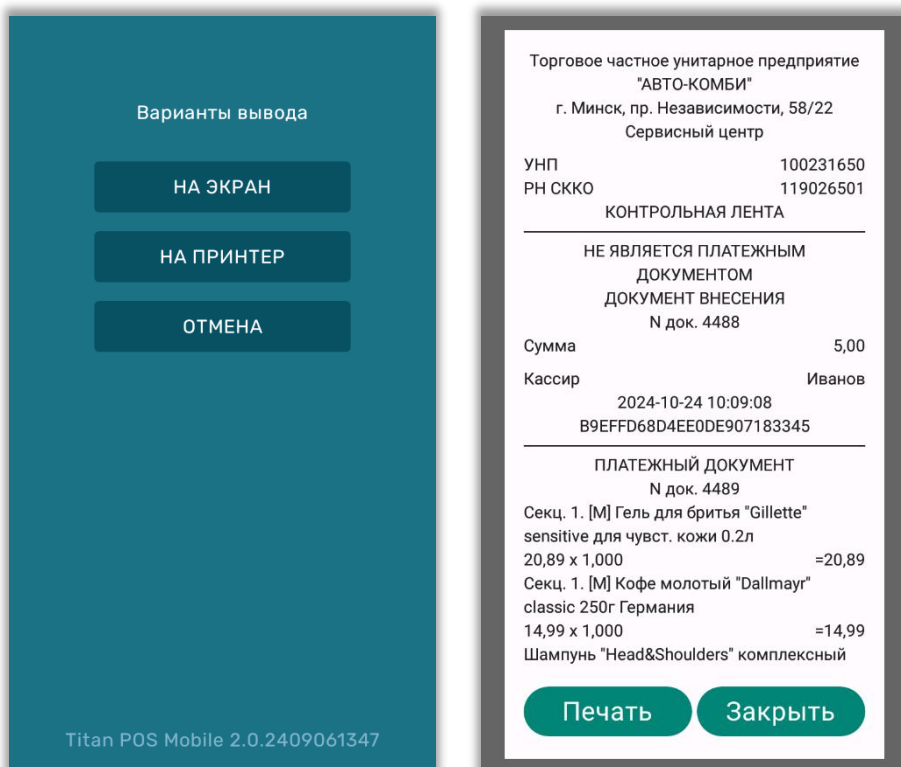 Варианты вывода
НА ЭКРАН
НА ПРИНТЕР
ОТМЕНА
Titan POS Mobile 2.0.2409061347
Торговое частное унитарное предприятие
"АВТО-КОМБИ"
г. Минск, пр. Независимости, 58/22
Сервисный центр
УНП 100231650
РН СККО 119026501
КОНТРОЛЬНАЯ ЛЕНТА
НЕ ЯВЛЯЕТСЯ ПЛАТЕЖНЫМ
ДОКУМЕНТОМ
ДОКУМЕНТ ВНЕСЕНИЯ
N док. 4488
Сумма 5,00
Кассир Иванов
2024-10-24 10:09:08
B9EFFD68D4EE0DE907183345
ПЛАТЕЖНЫЙ ДОКУМЕНТ
N док. 4489
Секц. 1. [М] Гель для бритья "Gillette"
sensitive для чувст. кожи 0.2л
20,89 x 1,000 =20,89
Секц. 1. [М] Кофе молотый "Dallmayr"
classic 250г Германия
14,99 x 1,000 =14,99
Шампунь "Head&Shoulders" комплексный
Печать Закрыть